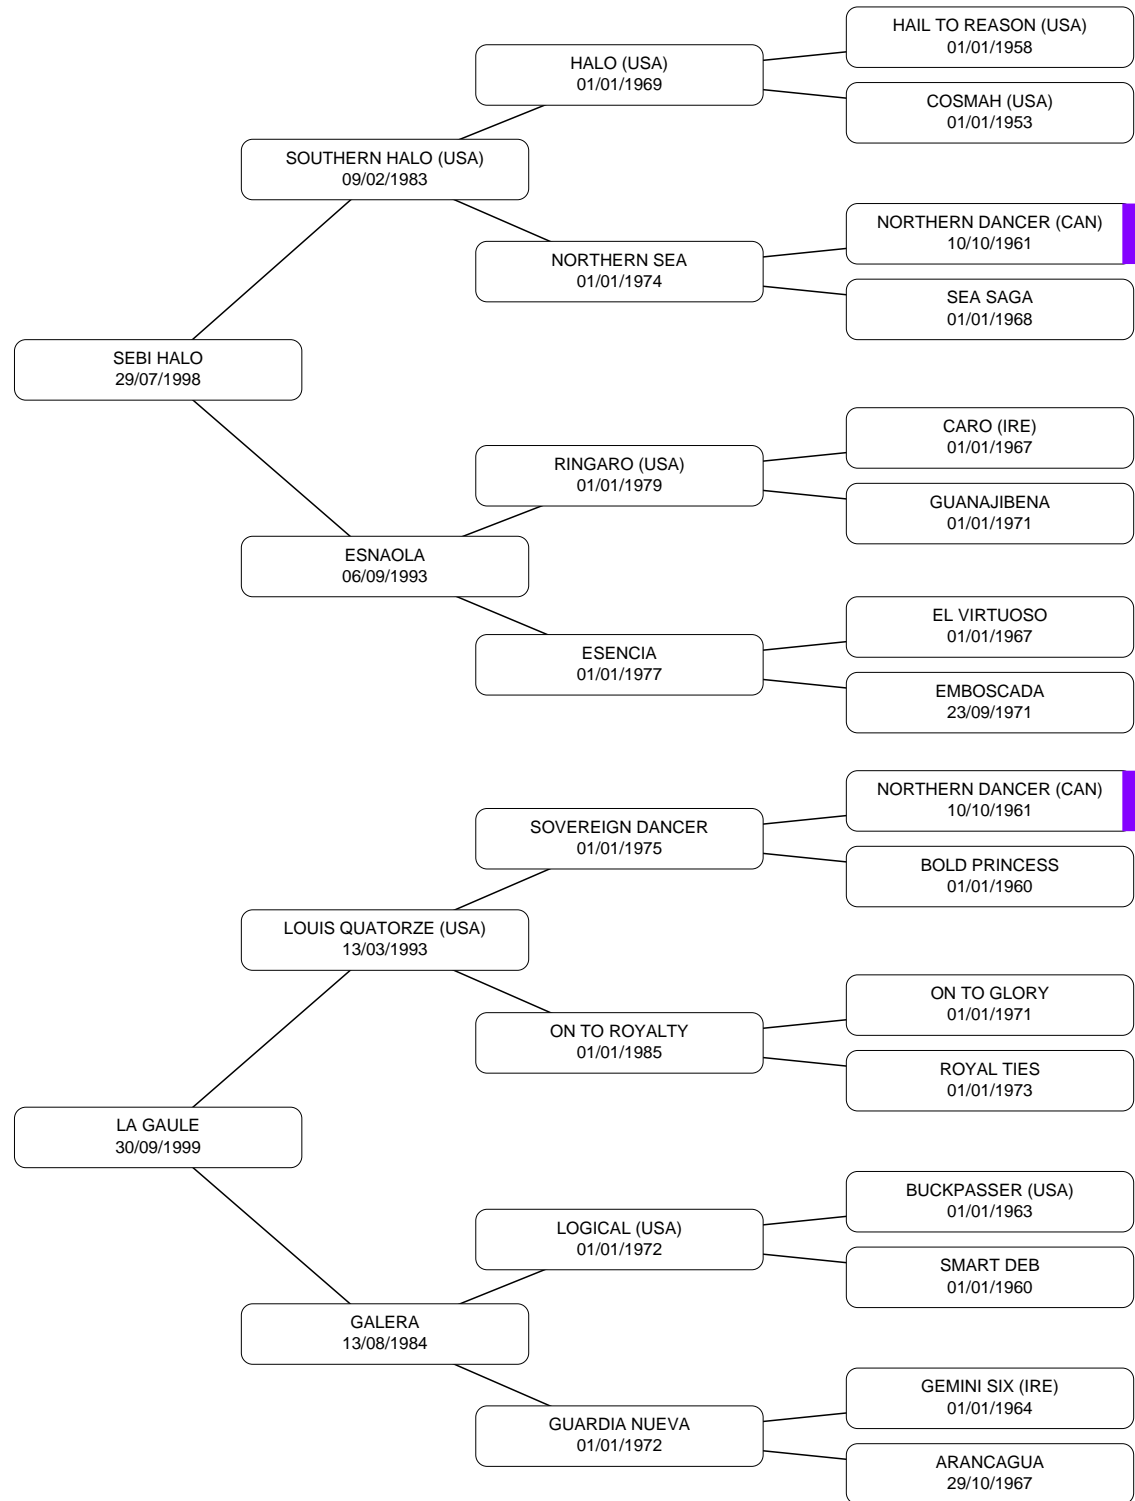 HAIL TO REASON (USA)
01/01/1958
HALO (USA)
01/01/1969
COSMAH (USA)
01/01/1953
SOUTHERN HALO (USA)
09/02/1983
NORTHERN DANCER (CAN)
10/10/1961
NORTHERN SEA
01/01/1974
SEA SAGA
01/01/1968
SEBI HALO
29/07/1998
CARO (IRE)
01/01/1967
RINGARO (USA)
01/01/1979
GUANAJIBENA
01/01/1971
ESNAOLA
06/09/1993
EL VIRTUOSO
01/01/1967
ESENCIA
01/01/1977
EMBOSCADA
23/09/1971
NORTHERN DANCER (CAN)
10/10/1961
SOVEREIGN DANCER
01/01/1975
BOLD PRINCESS
01/01/1960
LOUIS QUATORZE (USA)
13/03/1993
ON TO GLORY
01/01/1971
ON TO ROYALTY
01/01/1985
ROYAL TIES
01/01/1973
LA GAULE
30/09/1999
BUCKPASSER (USA)
01/01/1963
LOGICAL (USA)
01/01/1972
SMART DEB
01/01/1960
GALERA
13/08/1984
GEMINI SIX (IRE)
01/01/1964
GUARDIA NUEVA
01/01/1972
ARANCAGUA
29/10/1967